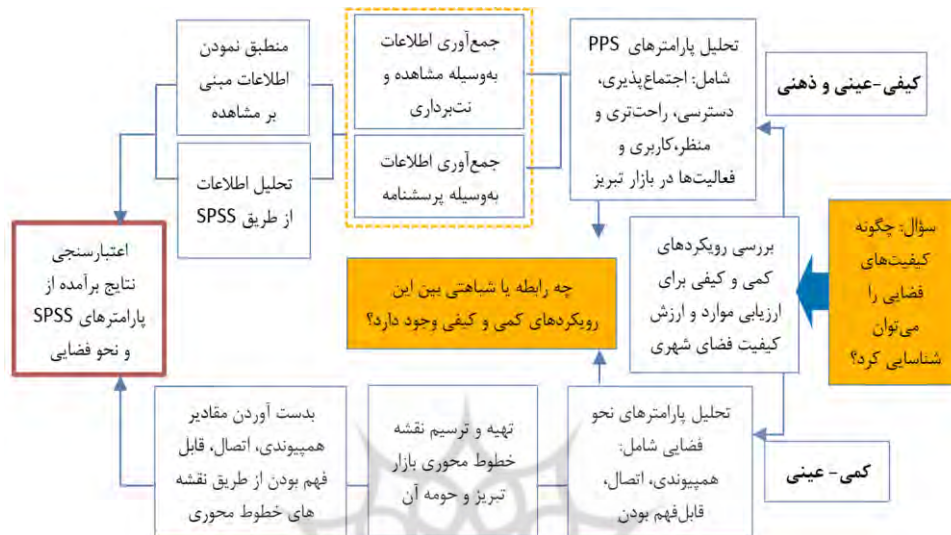 سؤال: چگونه
کیفیت‌های
فضایی را
می‌توان
شناسایی کرد؟
بررسی رویکردهای
کمی و کیفی برای
ارزیابی موارد و ارزش
کیفیت فضای شهری
کیفی-عینی و ذهنی
تحلیل پارامترهای PPS
شامل: اجتماع‌پذیری،
دسترسی، راحت‌تری و
منظر،کاربری و
فعالیت‌ها در بازار تبریز
جمع‌آوری اطلاعات
به‌وسیله مشاهده و
نت‌برداری
جمع‌آوری اطلاعات
به‌وسیله پرسشنامه
منطبق نمودن
اطلاعات مبنی
بر مشاهده
تحلیل اطلاعات
از طریق SPSS
چه رابطه یا شباهتی بین این
رویکردهای کمی و کیفی وجود دارد؟
اعتبارسنجی
نتایج برآمده از
پارامترهای SPSS
و نحو فضایی
کمی- عینی
تحلیل پارامترهای نحو
فضایی شامل:
همپیوندی، اتصال،
قابل‌فهم بودن
تهیه و ترسیم نقشه
خطوط محوری بازار
تبریز و حومه آن
بدست آوردن مقادیر
همپیوندی، اتصال، قابل
فهم بودن از طریق نقشه
های خطوط محوری